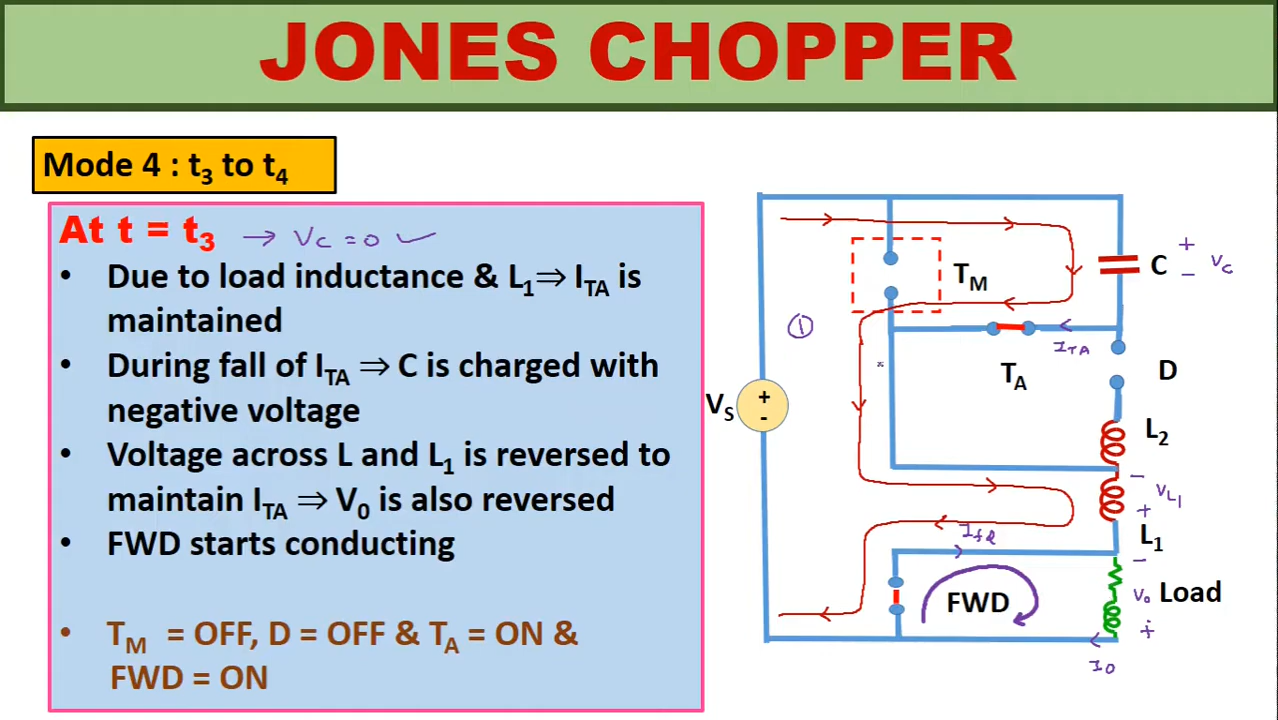 JONES CHOPPER
Mode 4 : t3 to t4
At t = t3 → Vc = 0 ✓
• Due to load inductance & L1⇒ ITA is
maintained
• During fall of ITA ⇒ C is charged with
negative voltage
• Voltage across L and L1 is reversed to
maintain ITA ⇒ V0 is also reversed
• FWD starts conducting
• TM = OFF, D = OFF & TA = ON &
FWD = ON
+
TM
C
Vc
-
①
ITA
TA
D
VS
+
-
L2
-
VL1
+
L1
Ifd
-
FWD
Vo
Load
+
Io